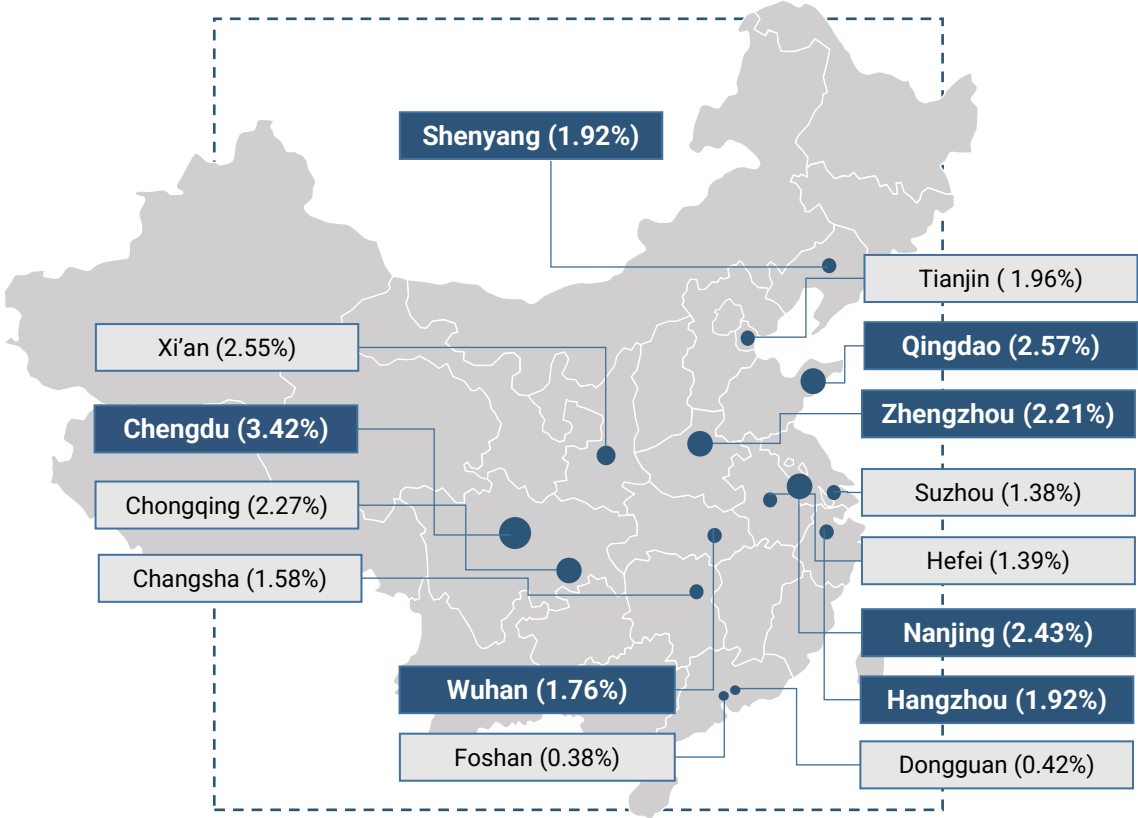 Shenyang (1.92%)
Tianjin ( 1.96%)
Xi’an (2.55%)
Qingdao (2.57%)
Chengdu (3.42%)
Zhengzhou (2.21%)
Chongqing (2.27%)
Suzhou (1.38%)
Changsha (1.58%)
Hefei (1.39%)
Nanjing (2.43%)
Wuhan (1.76%)
Hangzhou (1.92%)
Foshan (0.38%)
Dongguan (0.42%)